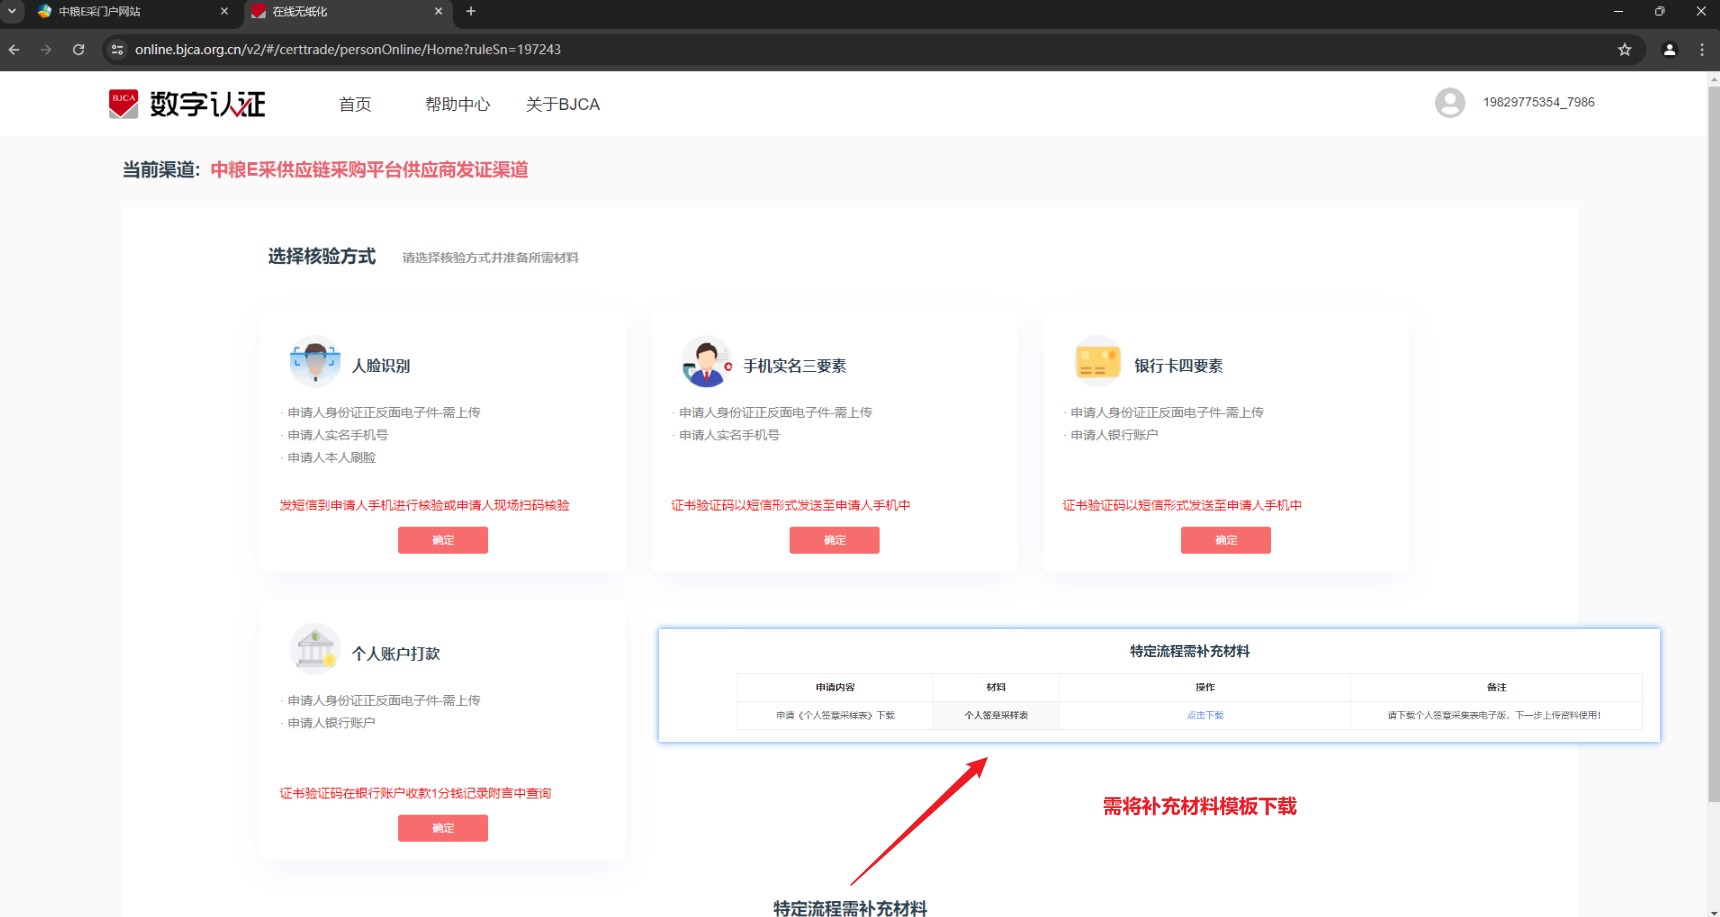 中粮E采门户网站
在线无纸化
online.bjca.org.cn/v2/#/certtrade/personOnline/Home?ruleSn=197243
BJCA
数字认证
首页
帮助中心
关于BJCA
19829775354_7986
当前渠道：中粮E采供应链采购平台供应商发证渠道
选择核验方式 请选择核验方式并准备所需材料
人脸识别
· 申请人身份证正反面电子件-需上传
· 申请人实名手机号
· 申请人本人刷脸
发短信到申请人手机进行核验或申请人现场扫码核验
确定
手机实名三要素
· 申请人身份证正反面电子件-需上传
· 申请人实名手机号
证书验证码以短信形式发送至申请人手机中
确定
银行卡四要素
· 申请人身份证正反面电子件-需上传
· 申请人银行账户
证书验证码以短信形式发送至申请人手机中
确定
个人账户打款
· 申请人身份证正反面电子件-需上传
· 申请人银行账户
证书验证码在银行账户收款1分钱记录附言中查询
确定
特定流程需补充材料
申请内容 材料 操作 备注
申请《个人签章采样表》下载 个人签章采样表 点击下载 请下载个人签章采集表电子版，下一步上传资料使用！
需将补充材料模板下载
特定流程需补充材料